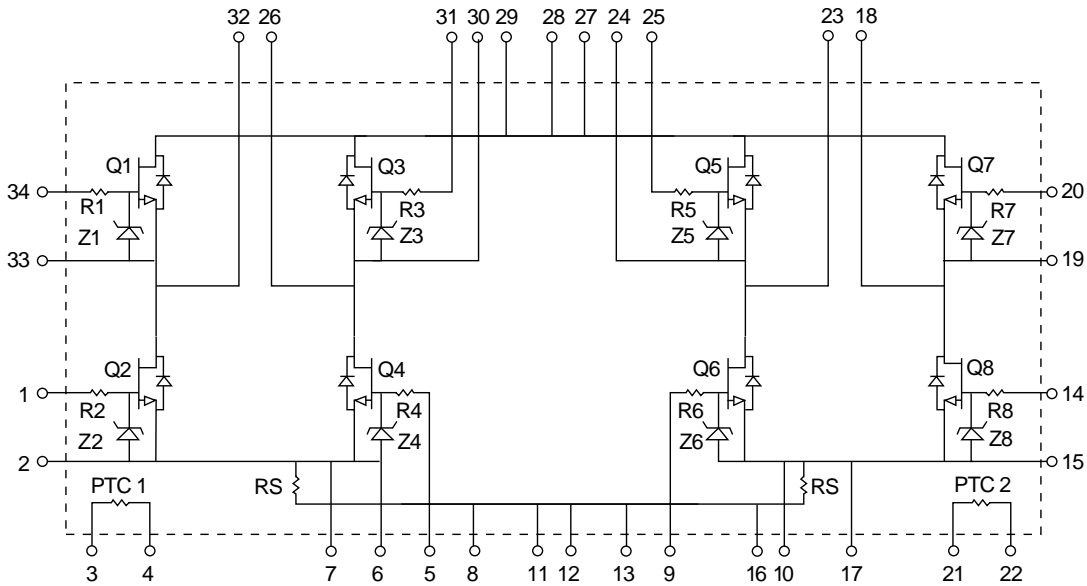 32 26 31 30 29 28 27 24 25 23 18
Q1 Q3 Q5 Q7
34 R1 R3 R5 R7 20
Z1 Z3 Z5 Z7
33 19
Q2 Q4 Q6 Q8
1 R2 R4 R6 R8 14
Z2 Z4 Z6 Z8
2 15
PTC 1 RS RS PTC 2
3 4 7 6 5 8 11 12 13 9 16 10 17 21 22